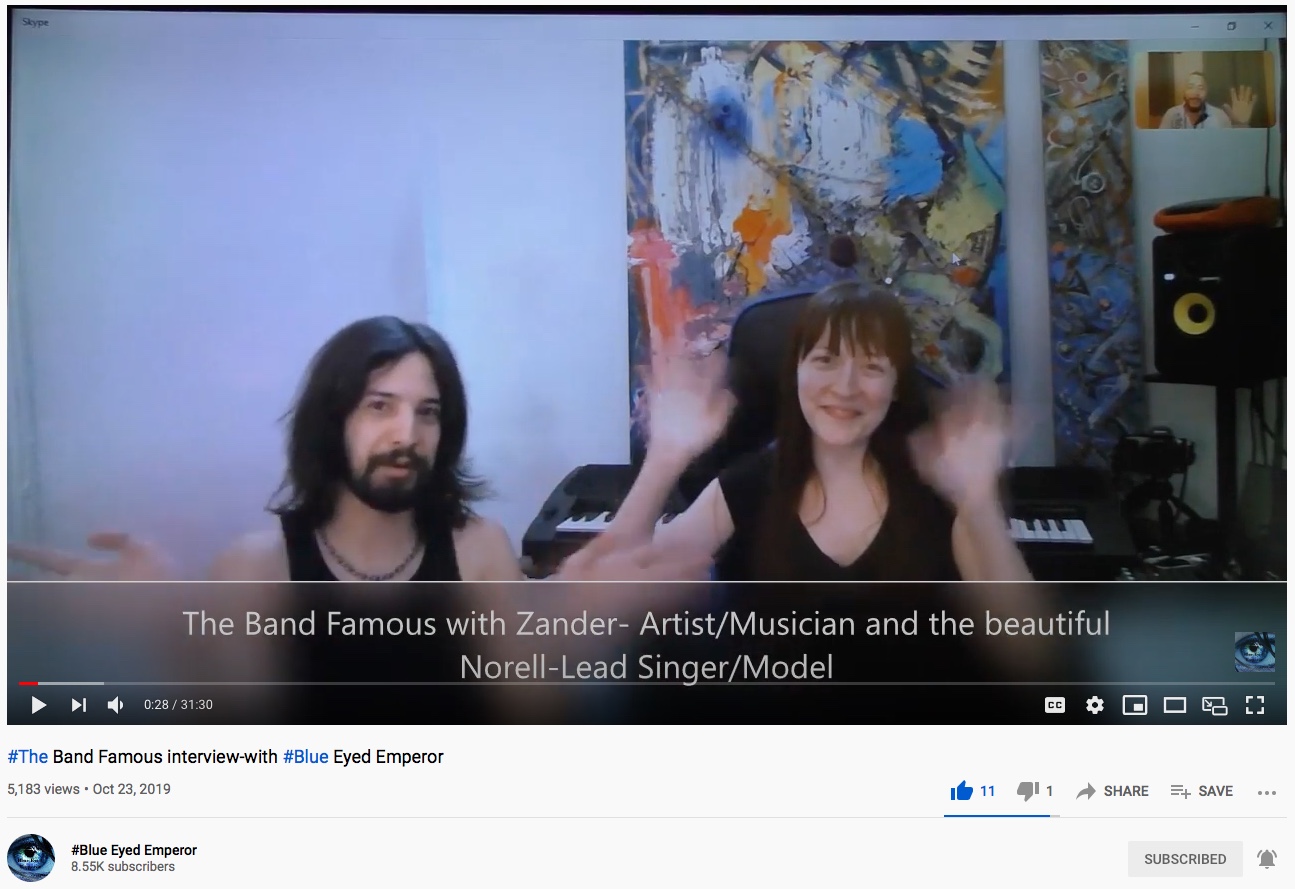 Skype
The Band Famous with Zander- Artist/Musician and the beautiful
Norell-Lead Singer/Model
0:28 / 31:30
CC
#The Band Famous interview-with #Blue Eyed Emperor
5,183 views • Oct 23, 2019
11
1
SHARE
SAVE
#Blue Eyed Emperor
8.55K subscribers
SUBSCRIBED